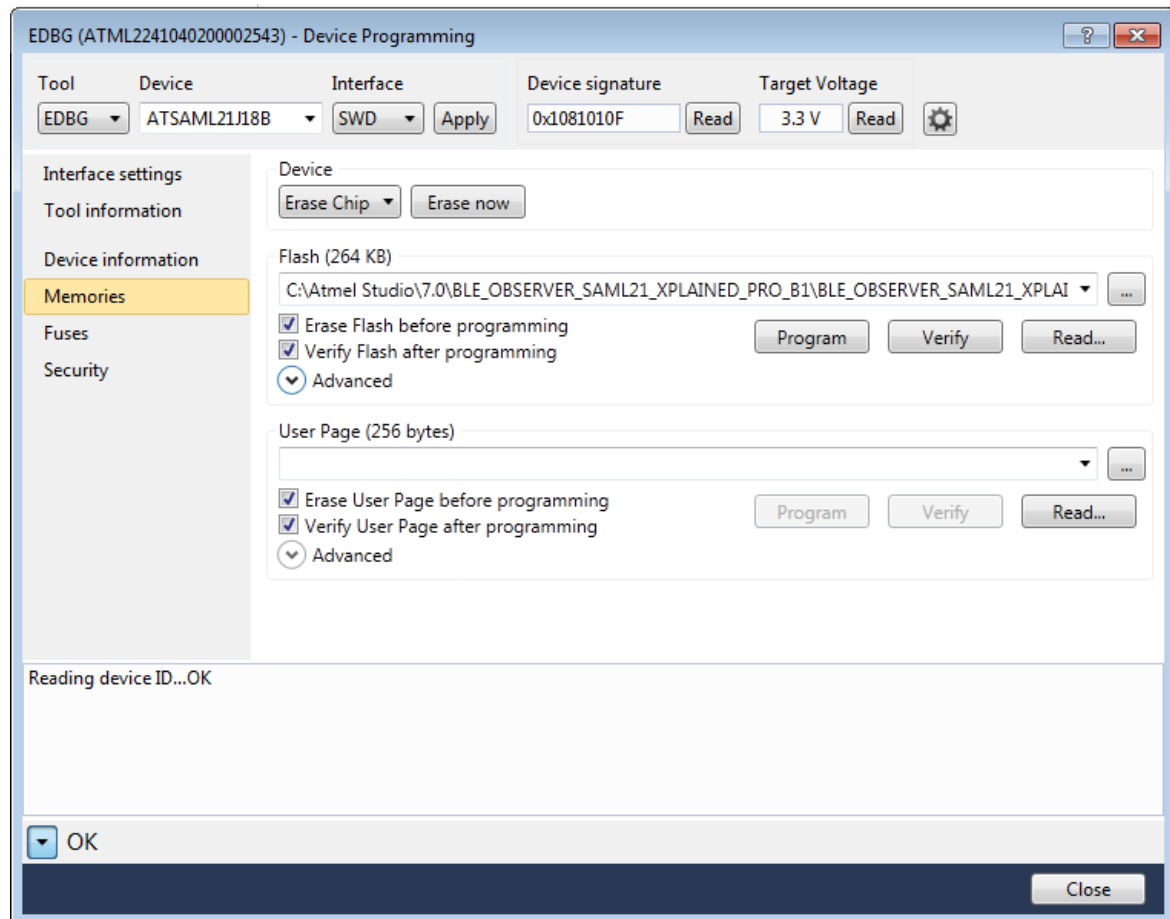 EDBG (ATML2241040200002543) - Device Programming
Tool Device Interface Device signature Target Voltage
EDBG ATSAML21J18B SWD Apply 0x1081010F Read 3.3 V Read
Interface settings
Tool information
Device information
Memories
Fuses
Security
Device
Erase Chip Erase now
Flash (264 KB)
C:\Atmel Studio\7.0\BLE_OBSERVER_SAML21_XPLAINED_PRO_B1\BLE_OBSERVER_SAML21_XPLAI ...
Erase Flash before programming
Verify Flash after programming
Program Verify Read...
Advanced
User Page (256 bytes)
...
Erase User Page before programming
Verify User Page after programming
Program Verify Read...
Advanced
Reading device ID...OK
OK
Close